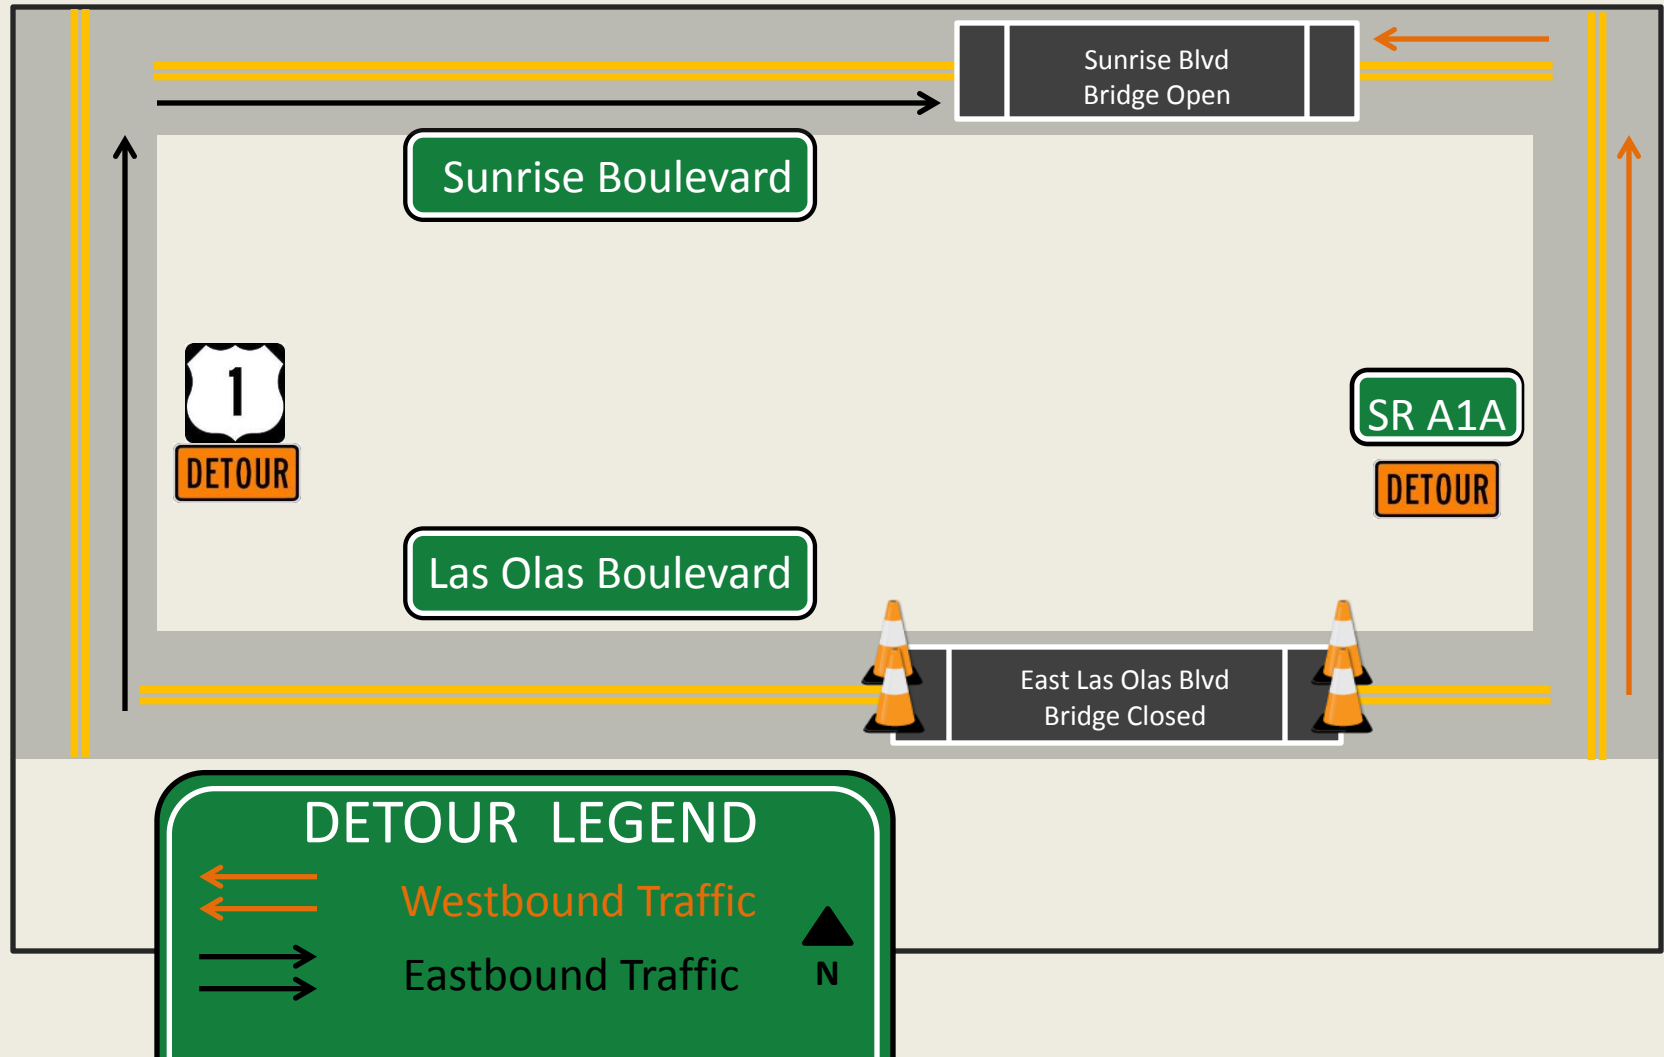 Sunrise Blvd
Bridge Open
Sunrise Boulevard
1
DETOUR
SR A1A
DETOUR
Las Olas Boulevard
East Las Olas Blvd
Bridge Closed
DETOUR LEGEND
Westbound Traffic
Eastbound Traffic
N